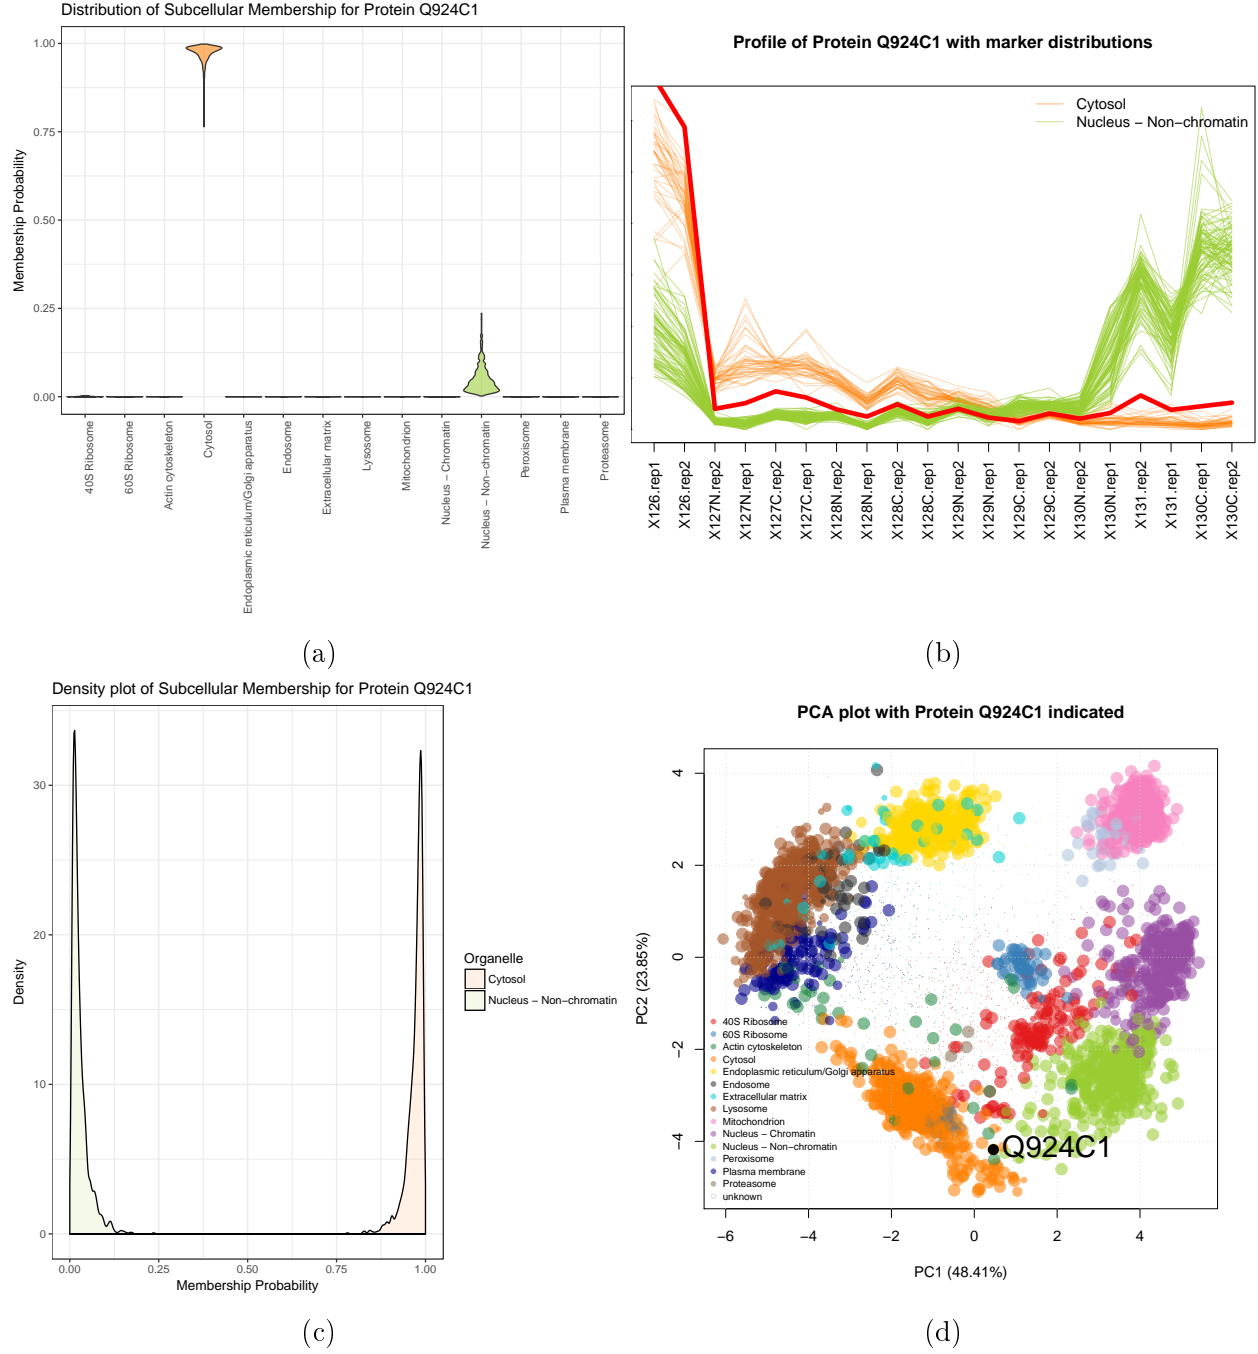 Distribution of Subcellular Membership for Protein Q924C1
Membership Probability
1.00
0.75
0.50
0.25
0.00
40S Ribosome
60S Ribosome
Actin cytoskeleton
Cytosol
Endoplasmic reticulum/Golgi apparatus
Endosome
Extracellular matrix
Lysosome
Mitochondrion
Nucleus − Chromatin
Nucleus − Non−chromatin
Peroxisome
Plasma membrane
Proteasome
(a)
Profile of Protein Q924C1 with marker distributions
Cytosol
Nucleus − Non−chromatin
X126.rep1
X126.rep2
X127N.rep2
X127N.rep1
X127C.rep2
X127C.rep1
X128N.rep2
X128N.rep1
X128C.rep2
X128C.rep1
X129N.rep2
X129N.rep1
X129C.rep1
X129C.rep2
X130N.rep2
X130N.rep1
X131.rep2
X131.rep1
X130C.rep1
X130C.rep2
(b)
Density plot of Subcellular Membership for Protein Q924C1
Density
30
20
10
0
0.00
0.25
0.50
0.75
1.00
Membership Probability
Organelle
Cytosol
Nucleus − Non−chromatin
(c)
PCA plot with Protein Q924C1 indicated
PC2 (23.85%)
4
2
0
−2
−4
40S Ribosome
60S Ribosome
Actin cytoskeleton
Cytosol
Endoplasmic reticulum/Golgi apparatus
Endosome
Extracellular matrix
Lysosome
Mitochondrion
Nucleus − Chromatin
Nucleus − Non−chromatin
Peroxisome
Plasma membrane
Proteasome
unknown
Q924C1
−6
−4
−2
0
2
4
PC1 (48.41%)
(d)